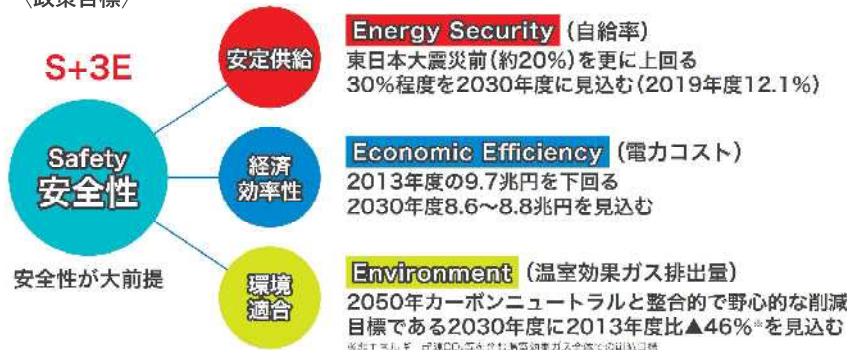 〈政策目標〉
S+3E
Safety
安全性
安全性が大前提
安定供給
Energy Security (自給率)
東日本大震災前(約20%)を更に上回る
30%程度を2030年度に見込む(2019年度12.1%)
経済
効率性
Economic Efficiency (電力コスト)
2013年度の9.7兆円を下回る
2030年度8.6～8.8兆円を見込む
環境
適合
Environment (温室効果ガス排出量)
2050年カーボンニュートラルと整合的で野心的な削減
目標である2030年度に2013年度比▲46%※を見込む